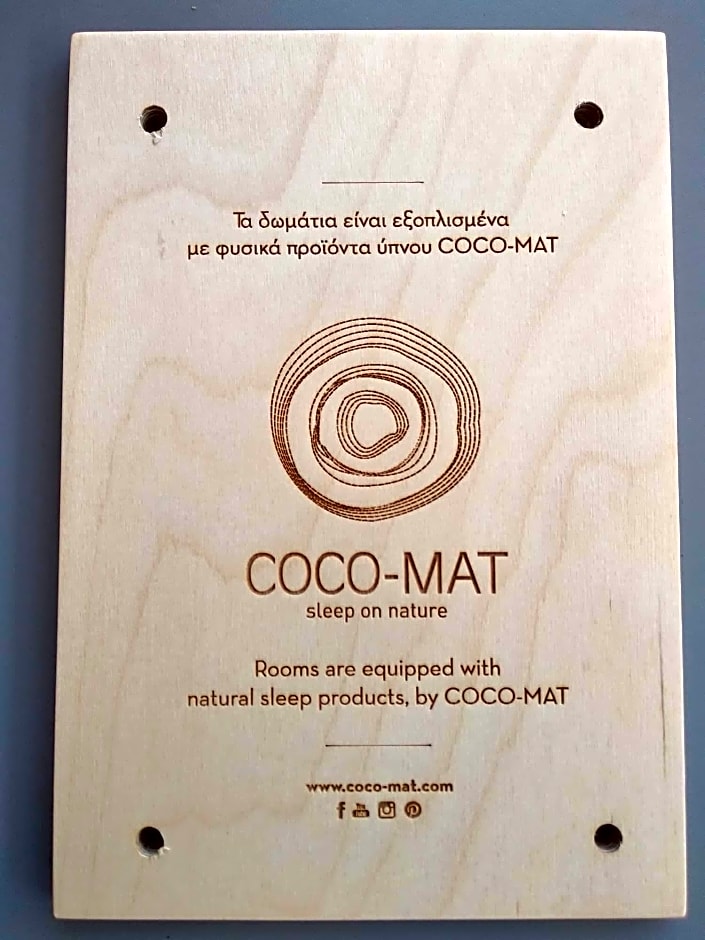 Τα δωμάτια είναι εξοπλισμένα
με φυσικά προϊόντα ύπνου COCO-MAT
COCO-MAT
sleep on nature
Rooms are equipped with
natural sleep products, by COCO-MAT
www.coco-mat.com